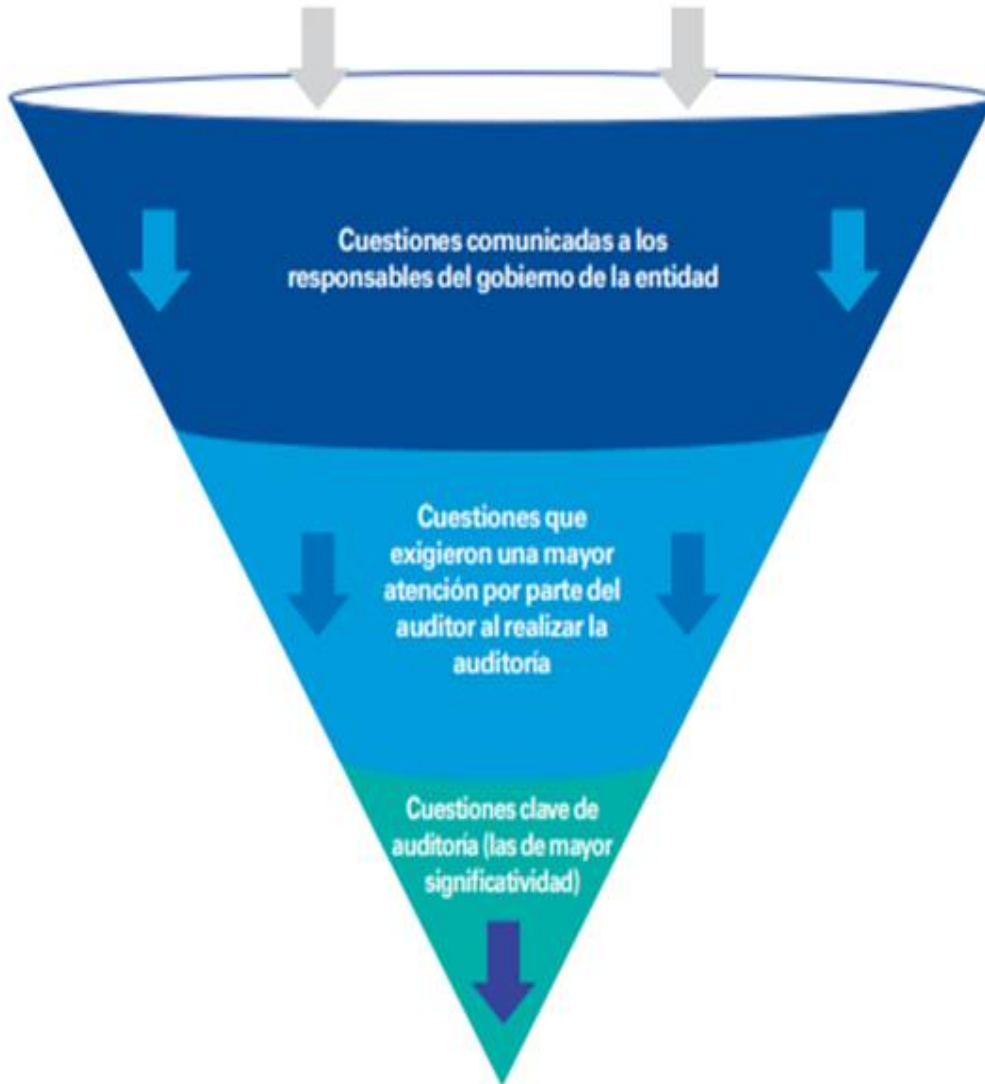 Cuestiones comunicadas a los
responsables del gobierno de la entidad
Cuestiones que
exigieron una mayor
atención por parte del
auditor al realizar la
auditoría
Cuestiones clave de
auditoría (las de mayor
significatividad)